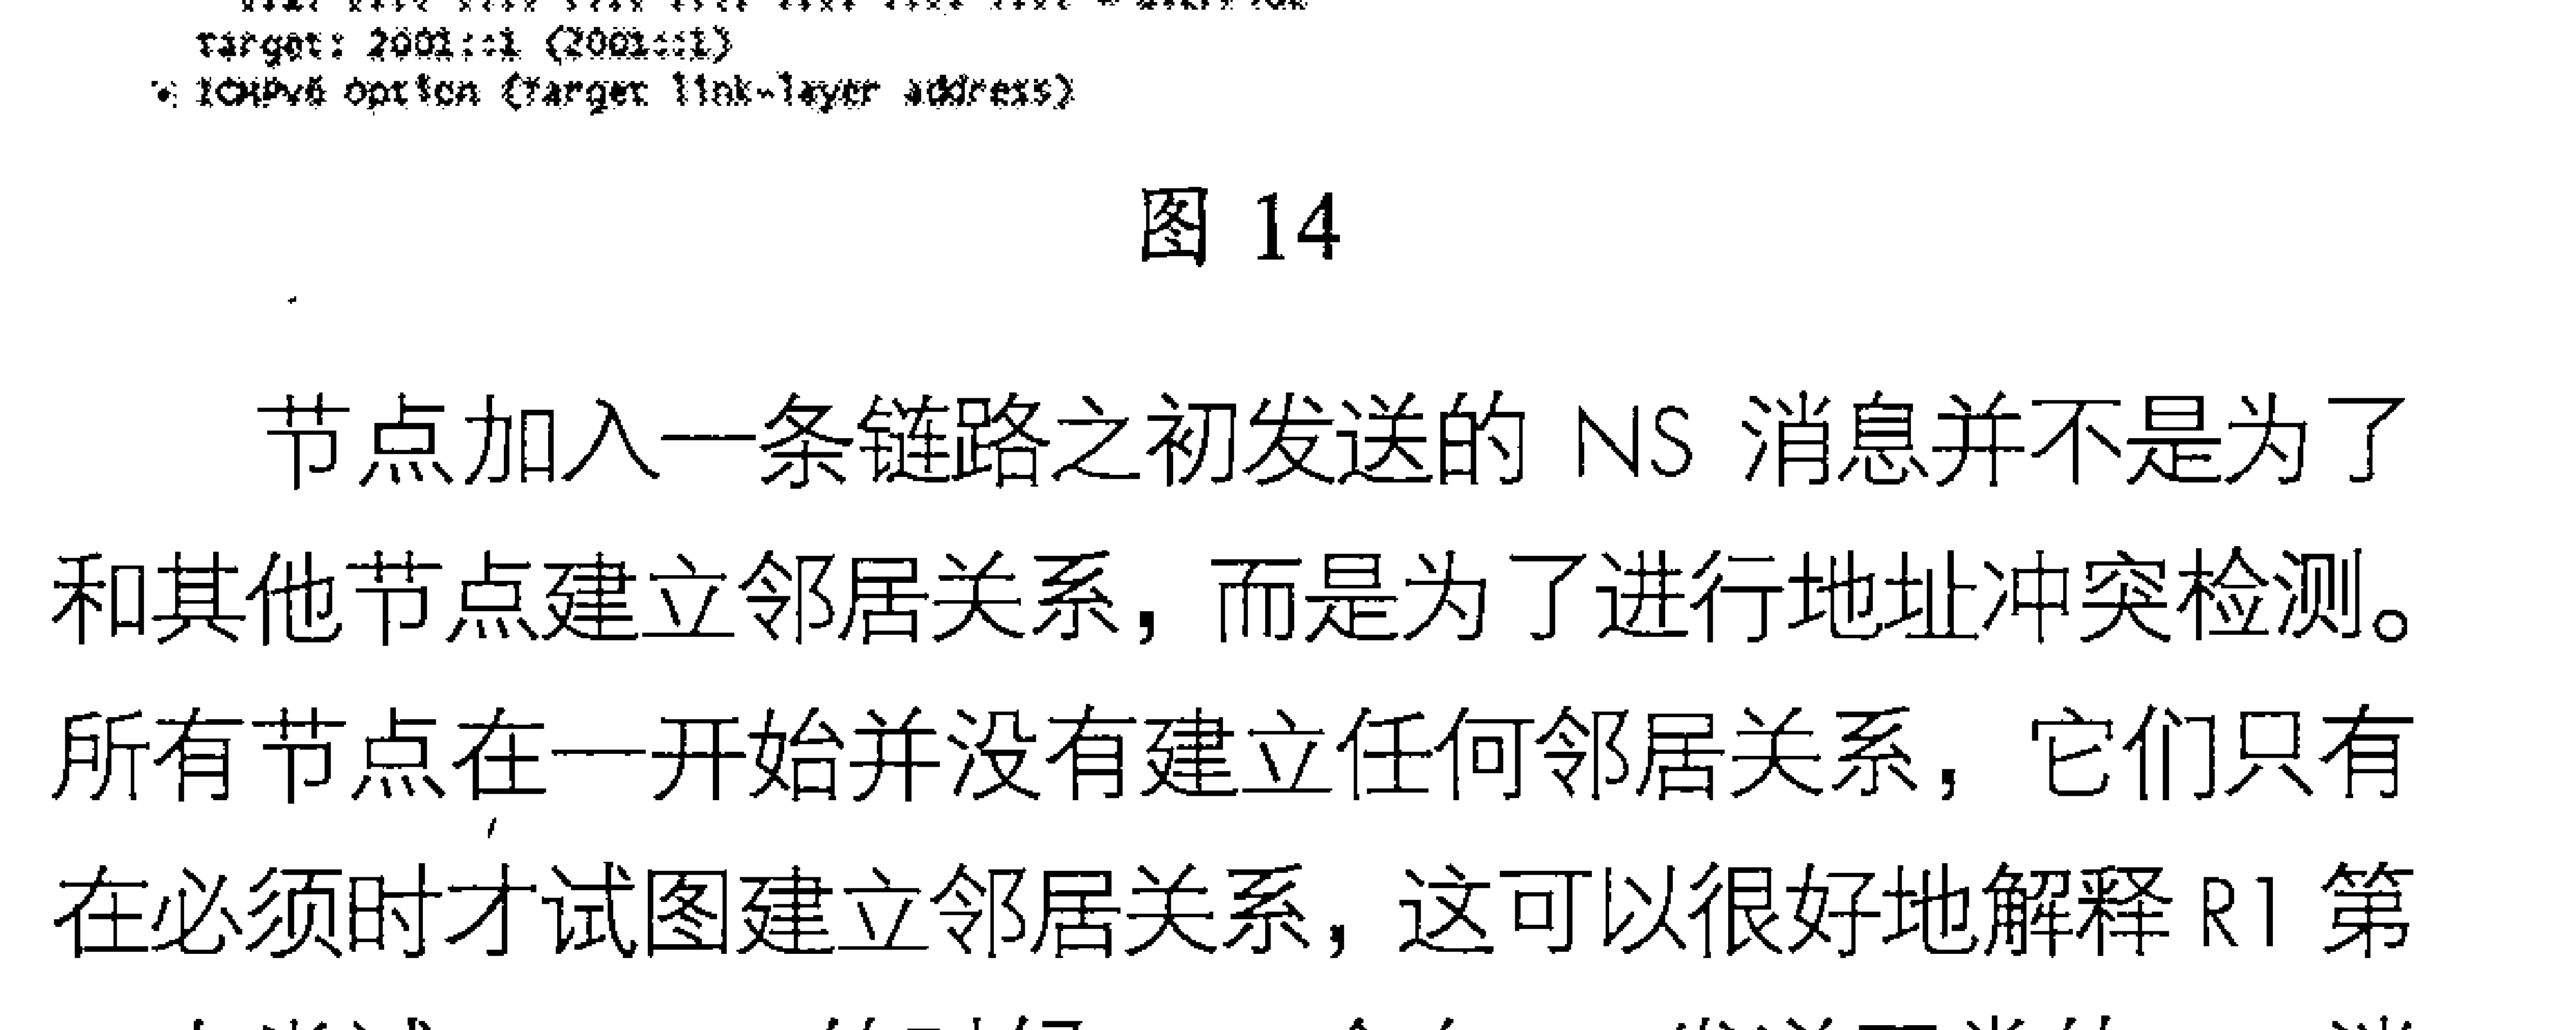 Target: 2001::1 (2001::1)
ICMPv6 option (Target link-layer address)
图 14
节点加入一条链路之初发送的 NS 消息并不是为了
和其他节点建立邻居关系，而是为了进行地址冲突检测。
所有节点在一开始并没有建立任何邻居关系，它们只有
在必须时才试图建立邻居关系，这可以很好地解释 R1 第